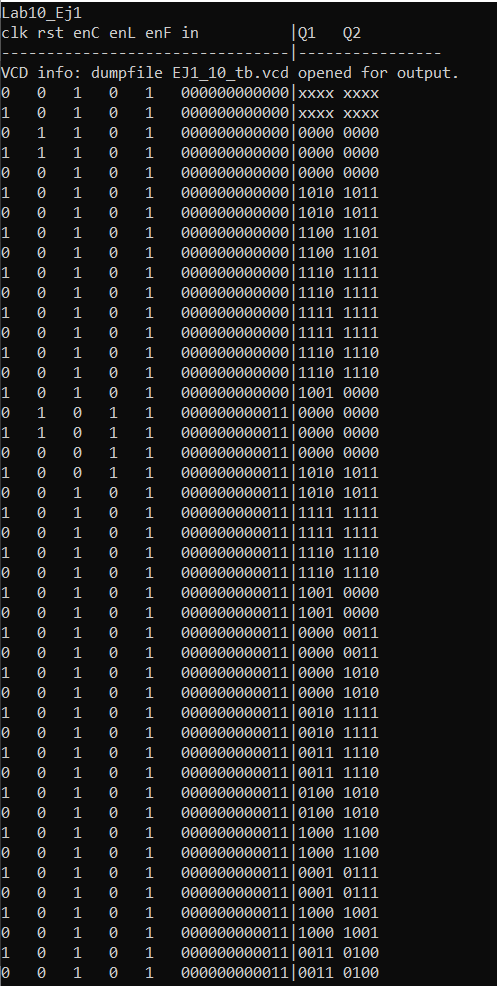 Lab10_Ej1
clk rst enC enL enF in          |Q1  Q2
--------------------------------|----------------
VCD info: dumpfile EJ1_10_tb.vcd opened for output.
0   0   1   0   1   000000000000|xxxx xxxx
1   0   1   0   1   000000000000|xxxx xxxx
0   1   1   0   1   000000000000|0000 0000
1   1   1   0   1   000000000000|0000 0000
0   0   1   0   1   000000000000|0000 0000
1   0   1   0   1   000000000000|1010 1011
0   0   1   0   1   000000000000|1010 1011
1   0   1   0   1   000000000000|1100 1101
0   0   1   0   1   000000000000|1100 1101
1   0   1   0   1   000000000000|1110 1111
0   0   1   0   1   000000000000|1110 1111
1   0   1   0   1   000000000000|1111 1111
0   0   1   0   1   000000000000|1111 1111
1   0   1   0   1   000000000000|1110 1110
0   0   1   0   1   000000000000|1110 1110
1   0   1   0   1   000000000000|1001 0000
0   1   0   1   1   000000000011|0000 0000
1   1   0   1   1   000000000011|0000 0000
0   0   0   1   1   000000000011|0000 0000
1   0   0   1   1   000000000011|1010 1011
0   0   1   0   1   000000000011|1010 1011
1   0   1   0   1   000000000011|1111 1111
0   0   1   0   1   000000000011|1111 1111
1   0   1   0   1   000000000011|1110 1110
0   0   1   0   1   000000000011|1110 1110
1   0   1   0   1   000000000011|1001 0000
0   0   1   0   1   000000000011|1001 0000
1   0   1   0   1   000000000011|0000 0011
0   0   1   0   1   000000000011|0000 0011
1   0   1   0   1   000000000011|0000 1010
0   0   1   0   1   000000000011|0000 1010
1   0   1   0   1   000000000011|0010 1111
0   0   1   0   1   000000000011|0010 1111
1   0   1   0   1   000000000011|0011 1110
0   0   1   0   1   000000000011|0011 1110
1   0   1   0   1   000000000011|0100 1010
0   0   1   0   1   000000000011|0100 1010
1   0   1   0   1   000000000011|1000 1100
0   0   1   0   1   000000000011|1000 1100
1   0   1   0   1   000000000011|0001 0111
0   0   1   0   1   000000000011|0001 0111
1   0   1   0   1   000000000011|1000 1001
0   0   1   0   1   000000000011|1000 1001
1   0   1   0   1   000000000011|0011 0100
0   0   1   0   1   000000000011|0011 0100